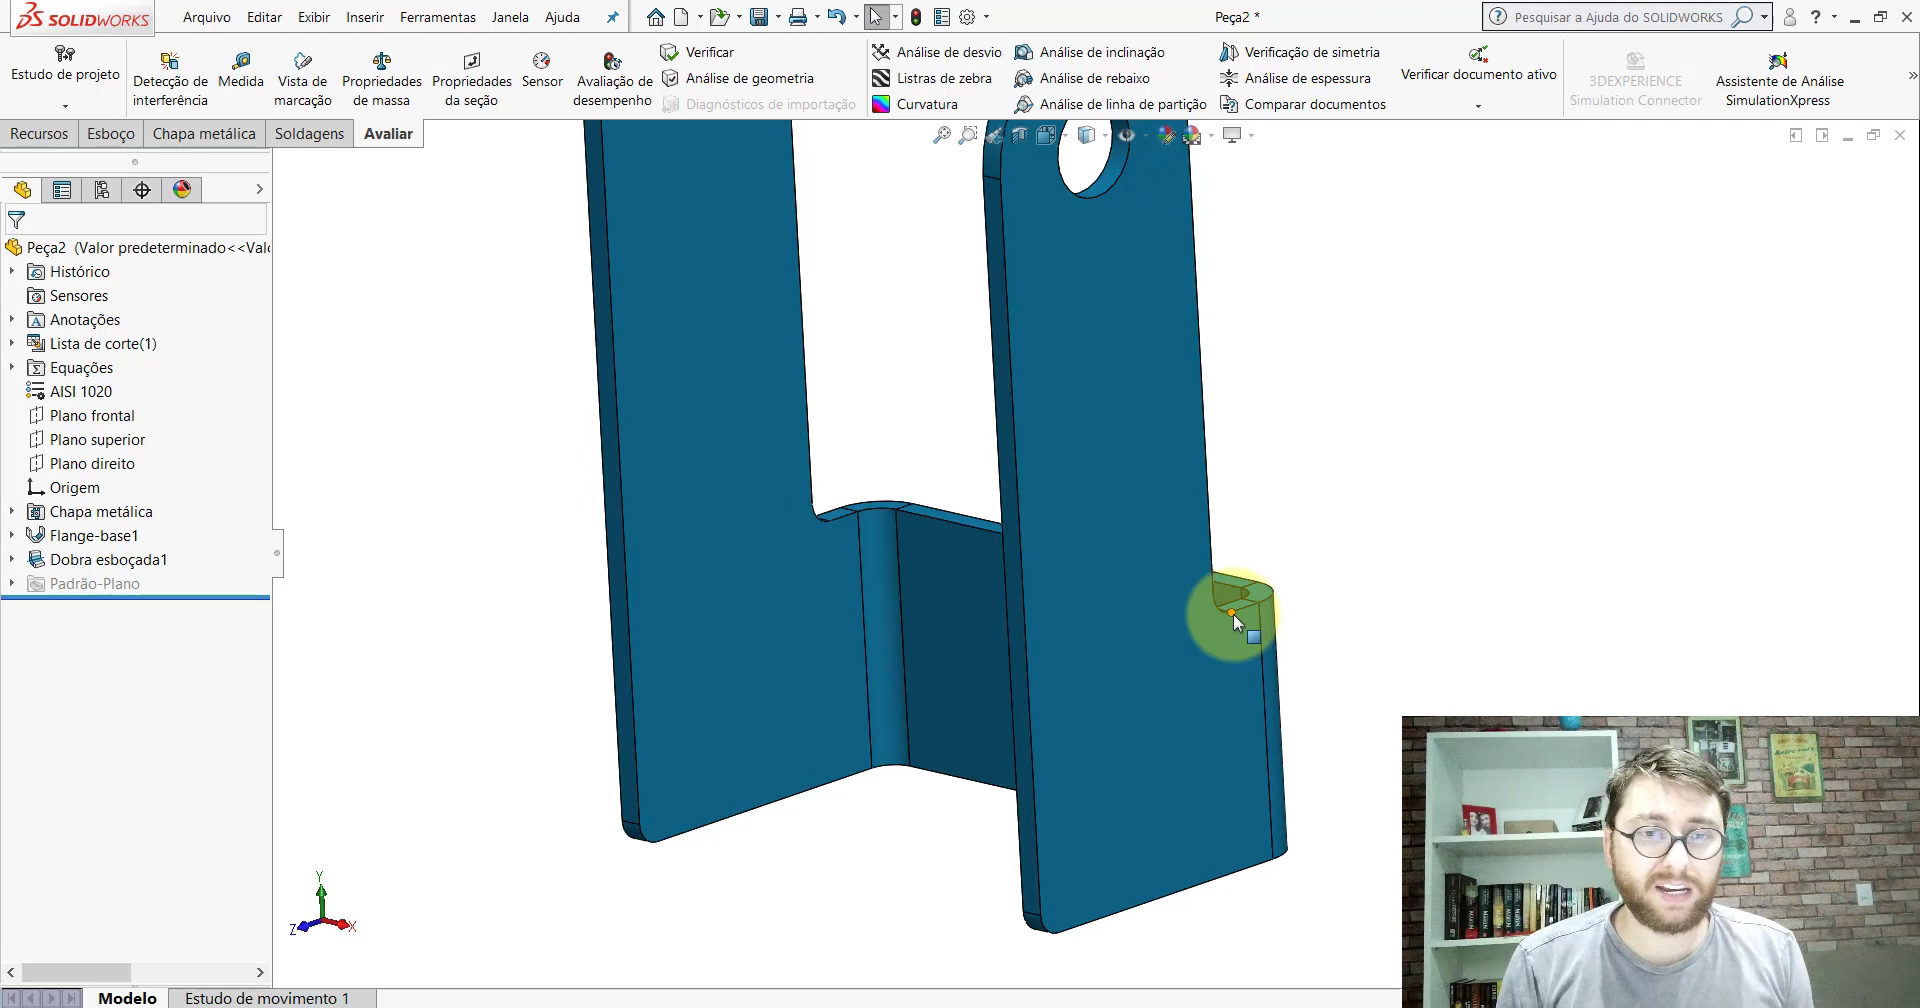 SOLIDWORKS
Arquivo Editar Exibir Inserir Ferramentas Janela Ajuda
Peça2 *
Pesquisar a Ajuda do SOLIDWORKS
Estudo de projeto
Detecção de interferência
Medida
Vista de marcação
Propriedades de massa
Propriedades da seção
Sensor
Avaliação de desempenho
Verificar
Análise de geometria
Diagnósticos de importação
Análise de desvio
Listras de zebra
Curvatura
Análise de inclinação
Análise de rebaixo
Análise de linha de partição
Verificação de simetria
Análise de espessura
Comparar documentos
Verificar documento ativo
3DEXPERIENCE
Simulation Connector
Assistente de Análise
SimulationXpress
Recursos Esboço Chapa metálica Soldagens Avaliar
Peça2 (Valor predeterminado<<Valo
Histórico
Sensores
Anotações
Lista de corte(1)
Equações
AISI 1020
Plano frontal
Plano superior
Plano direito
Origem
Chapa metálica
Flange-base1
Dobra esboçada1
Padrão-Plano
Y
Z
X
Modelo Estudo de movimento 1